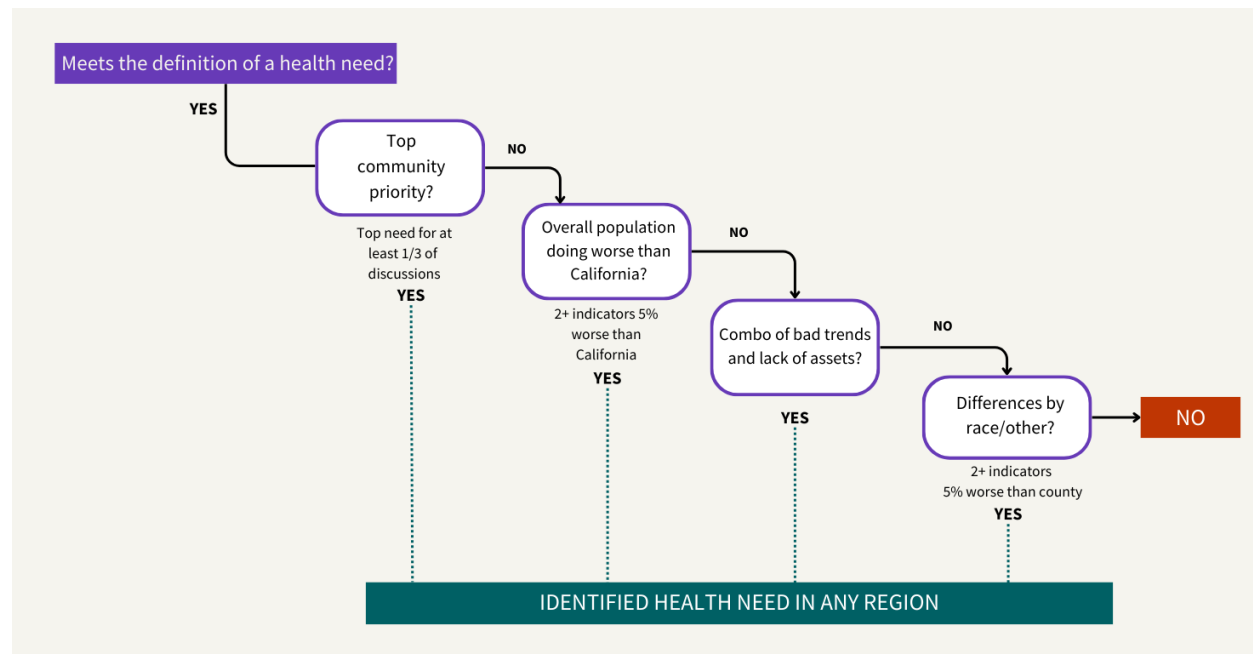 Meets the definition of a health need?
YES
Top
community
priority?
NO
Top need for at
least 1/3 of
discussions
YES
Overall population
doing worse than
California?
NO
2+ indicators 5%
worse than
California
YES
Combo of bad trends
and lack of assets?
NO
YES
Differences by
race/other?
NO
2+ indicators
5% worse than county
YES
IDENTIFIED HEALTH NEED IN ANY REGION